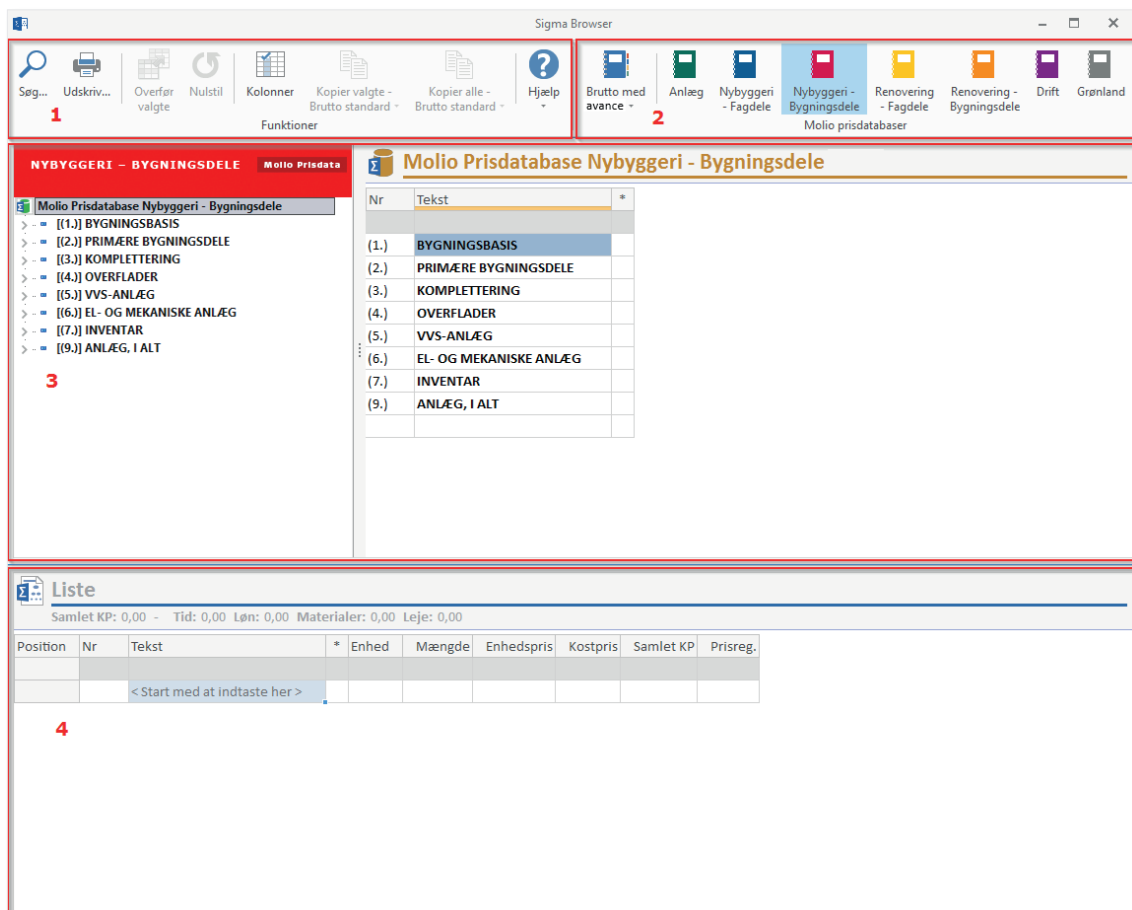 Sigma Browser
Søg... Udskriv... Overfør valgte Nulstil Kolonner Kopier valgte - Brutto standard Kopier alle - Brutto standard Hjælp
1
Funktioner
Brutto med avance Anlæg Nybyggeri - Fagdele Nybyggeri - Bygningsdele Renovering - Fagdele Renovering - Bygningsdele Drift Grønland
2
Molio prisdatabaser
NYBYGGERI – BYGNINGSDELE Molio Prisdata
Molio Prisdatabase Nybyggeri - Bygningsdele
[(1.)] BYGNINGSBASIS
[(2.)] PRIMÆRE BYGNINGSDELE
[(3.)] KOMPLETTERING
[(4.)] OVERFLADER
[(5.)] VVS-ANLÆG
[(6.)] EL- OG MEKANISKE ANLÆG
[(7.)] INVENTAR
[(9.)] ANLÆG, I ALT
3
Molio Prisdatabase Nybyggeri - Bygningsdele
Nr Tekst *
(1.) BYGNINGSBASIS
(2.) PRIMÆRE BYGNINGSDELE
(3.) KOMPLETTERING
(4.) OVERFLADER
(5.) VVS-ANLÆG
(6.) EL- OG MEKANISKE ANLÆG
(7.) INVENTAR
(9.) ANLÆG, I ALT
Liste
Samlet KP: 0,00 - Tid: 0,00 Løn: 0,00 Materialer: 0,00 Leje: 0,00
Position Nr Tekst * Enhed Mængde Enhedspris Kostpris Samlet KP Prisreg.
< Start med at indtaste her >
4